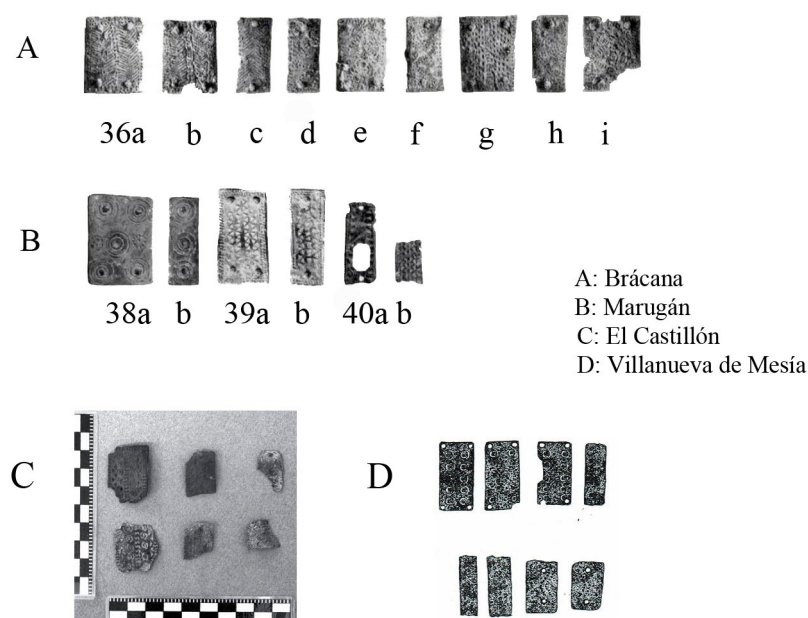 A
36a b c d e f g h i
B
38a b 39a b 40a b
A: Brácana
B: Marugán
C: El Castillón
D: Villanueva de Mesía
C
D